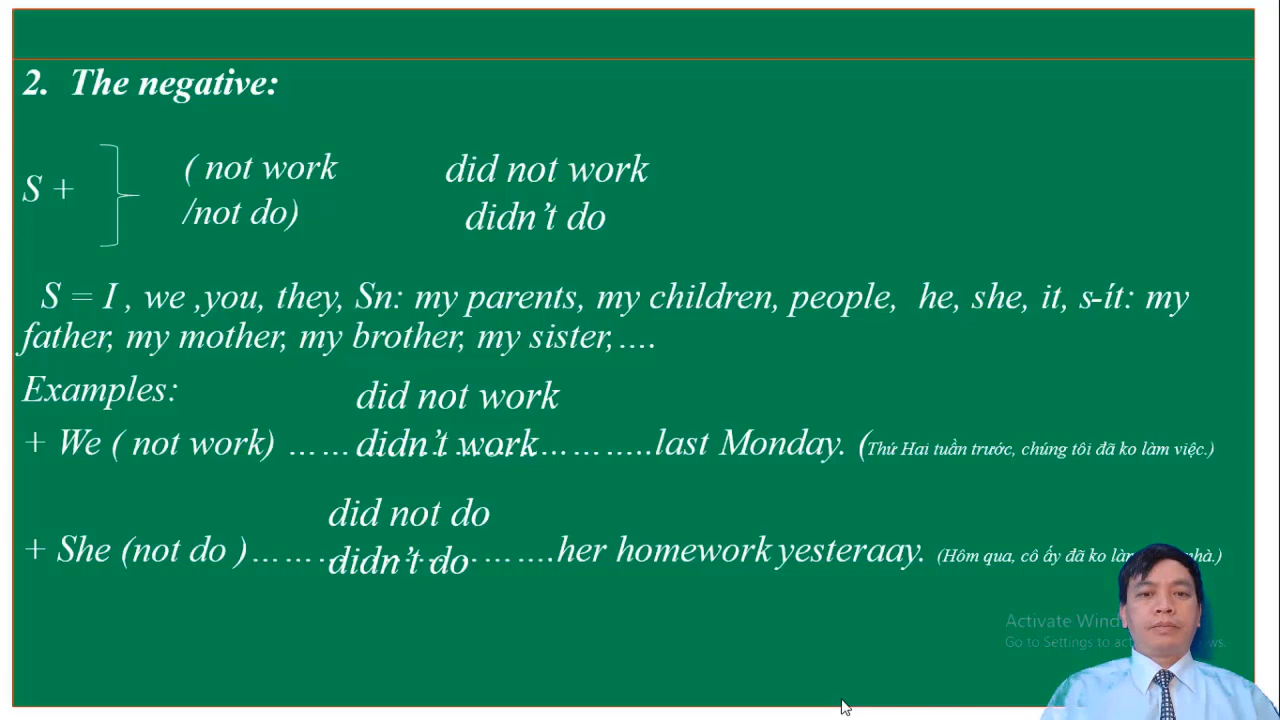 2. The negative:
( not work did not work
S +
/not do) didn’t do
S = I , we ,you, they, Sn: my parents, my children, people, he, she, it, s-ít: my
father, my mother, my brother, my sister,….
Examples:
did not work
+ We ( not work) …… didn’t work ………..last Monday. (Thứ Hai tuần trước, chúng tôi đã ko làm việc.)
did not do
+ She (not do )…… didn’t do …….her homework yesteraay. (Hôm qua, cô ấy đã ko nhà.)
Activate
Go to Settings to